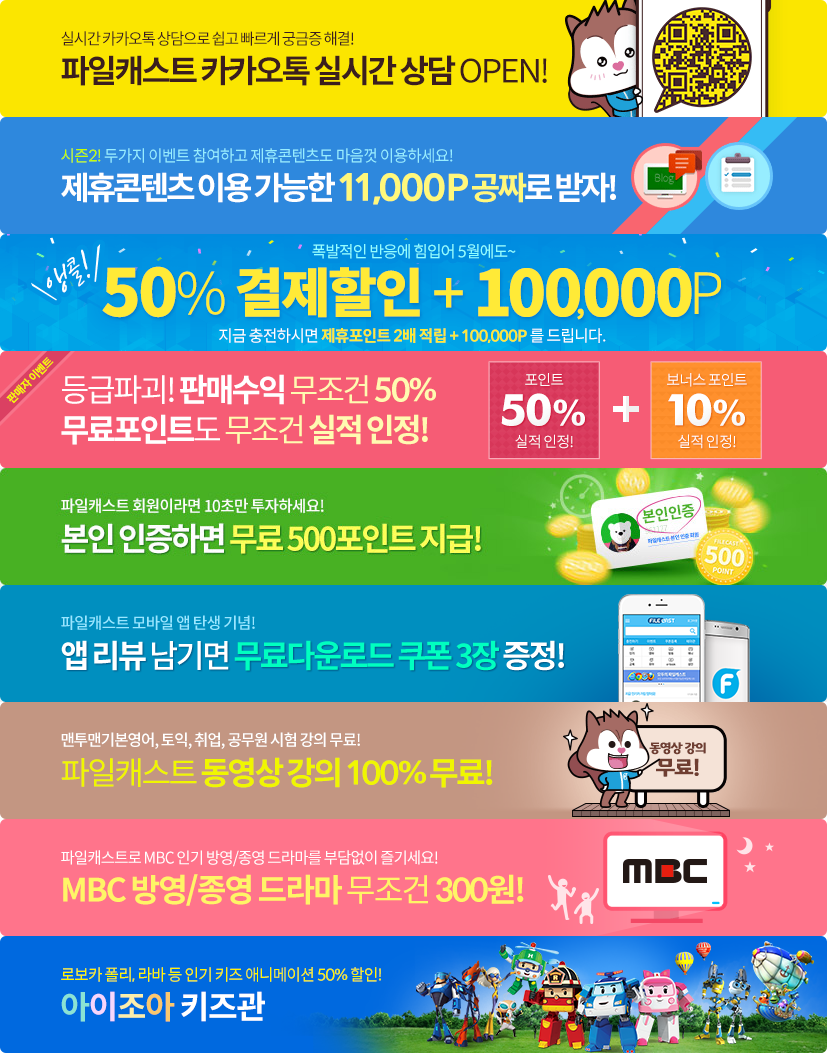 실시간 카카오톡 상담으로 쉽고 빠르게 궁금증 해결!
파일캐스트 카카오톡 실시간 상담 OPEN!
시즌2! 두가지 이벤트 참여하고 제휴콘텐츠도 마음껏 이용하세요!
제휴콘텐츠 이용 가능한 11,000P 공짜로 받자!
Blog
앵콜!
폭발적인 반응에 힘입어 5월에도~
50% 결제할인 + 100,000P
지금 충전하시면 제휴포인트 2배 적립 + 100,000P 를 드립니다.
판매자 이벤트
등급파괴! 판매수익 무조건 50%
무료포인트도 무조건 실적 인정!
포인트
50%
실적 인정!
+
보너스 포인트
10%
실적 인정!
파일캐스트 회원이라면 10초만 투자하세요!
본인 인증하면 무료 500포인트 지급!
본인인증
파일캐스트 본인 인증 회원
FILECAST
500
POINT
파일캐스트 모바일 앱 탄생 기념!
앱 리뷰 남기면 무료다운로드 쿠폰 3장 증정!
FILECAST
F
맨투맨기본영어, 토익, 취업, 공무원 시험 강의 무료!
파일캐스트 동영상 강의 100% 무료!
동영상 강의
무료!
파일캐스트로 MBC 인기 방영/종영 드라마를 부담없이 즐기세요!
MBC 방영/종영 드라마 무조건 300원!
MBC
로보카 폴리, 라바 등 인기 키즈 애니메이션 50% 할인!
아이조아 키즈관